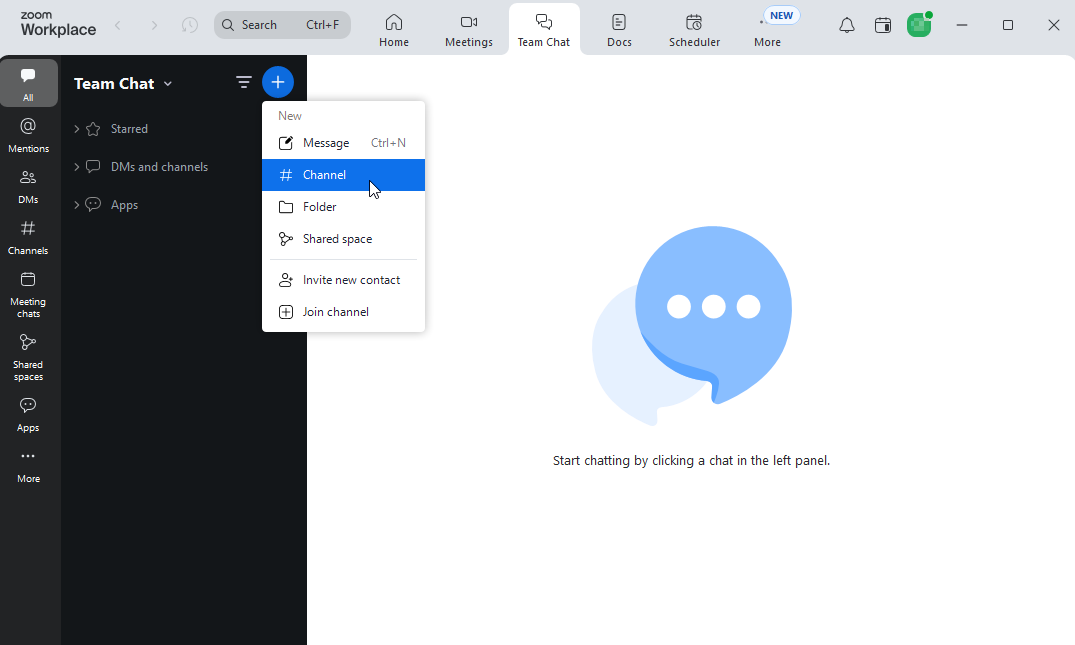 zoom
Workplace
Search Ctrl+F
Home
Meetings
Team Chat
Docs
Scheduler
NEW
More
All
Mentions
DMs
Channels
Meeting
chats
Shared
spaces
Apps
More
Team Chat
Starred
DMs and channels
Apps
New
Message Ctrl+N
Channel
Folder
Shared space
Invite new contact
Join channel
Start chatting by clicking a chat in the left panel.